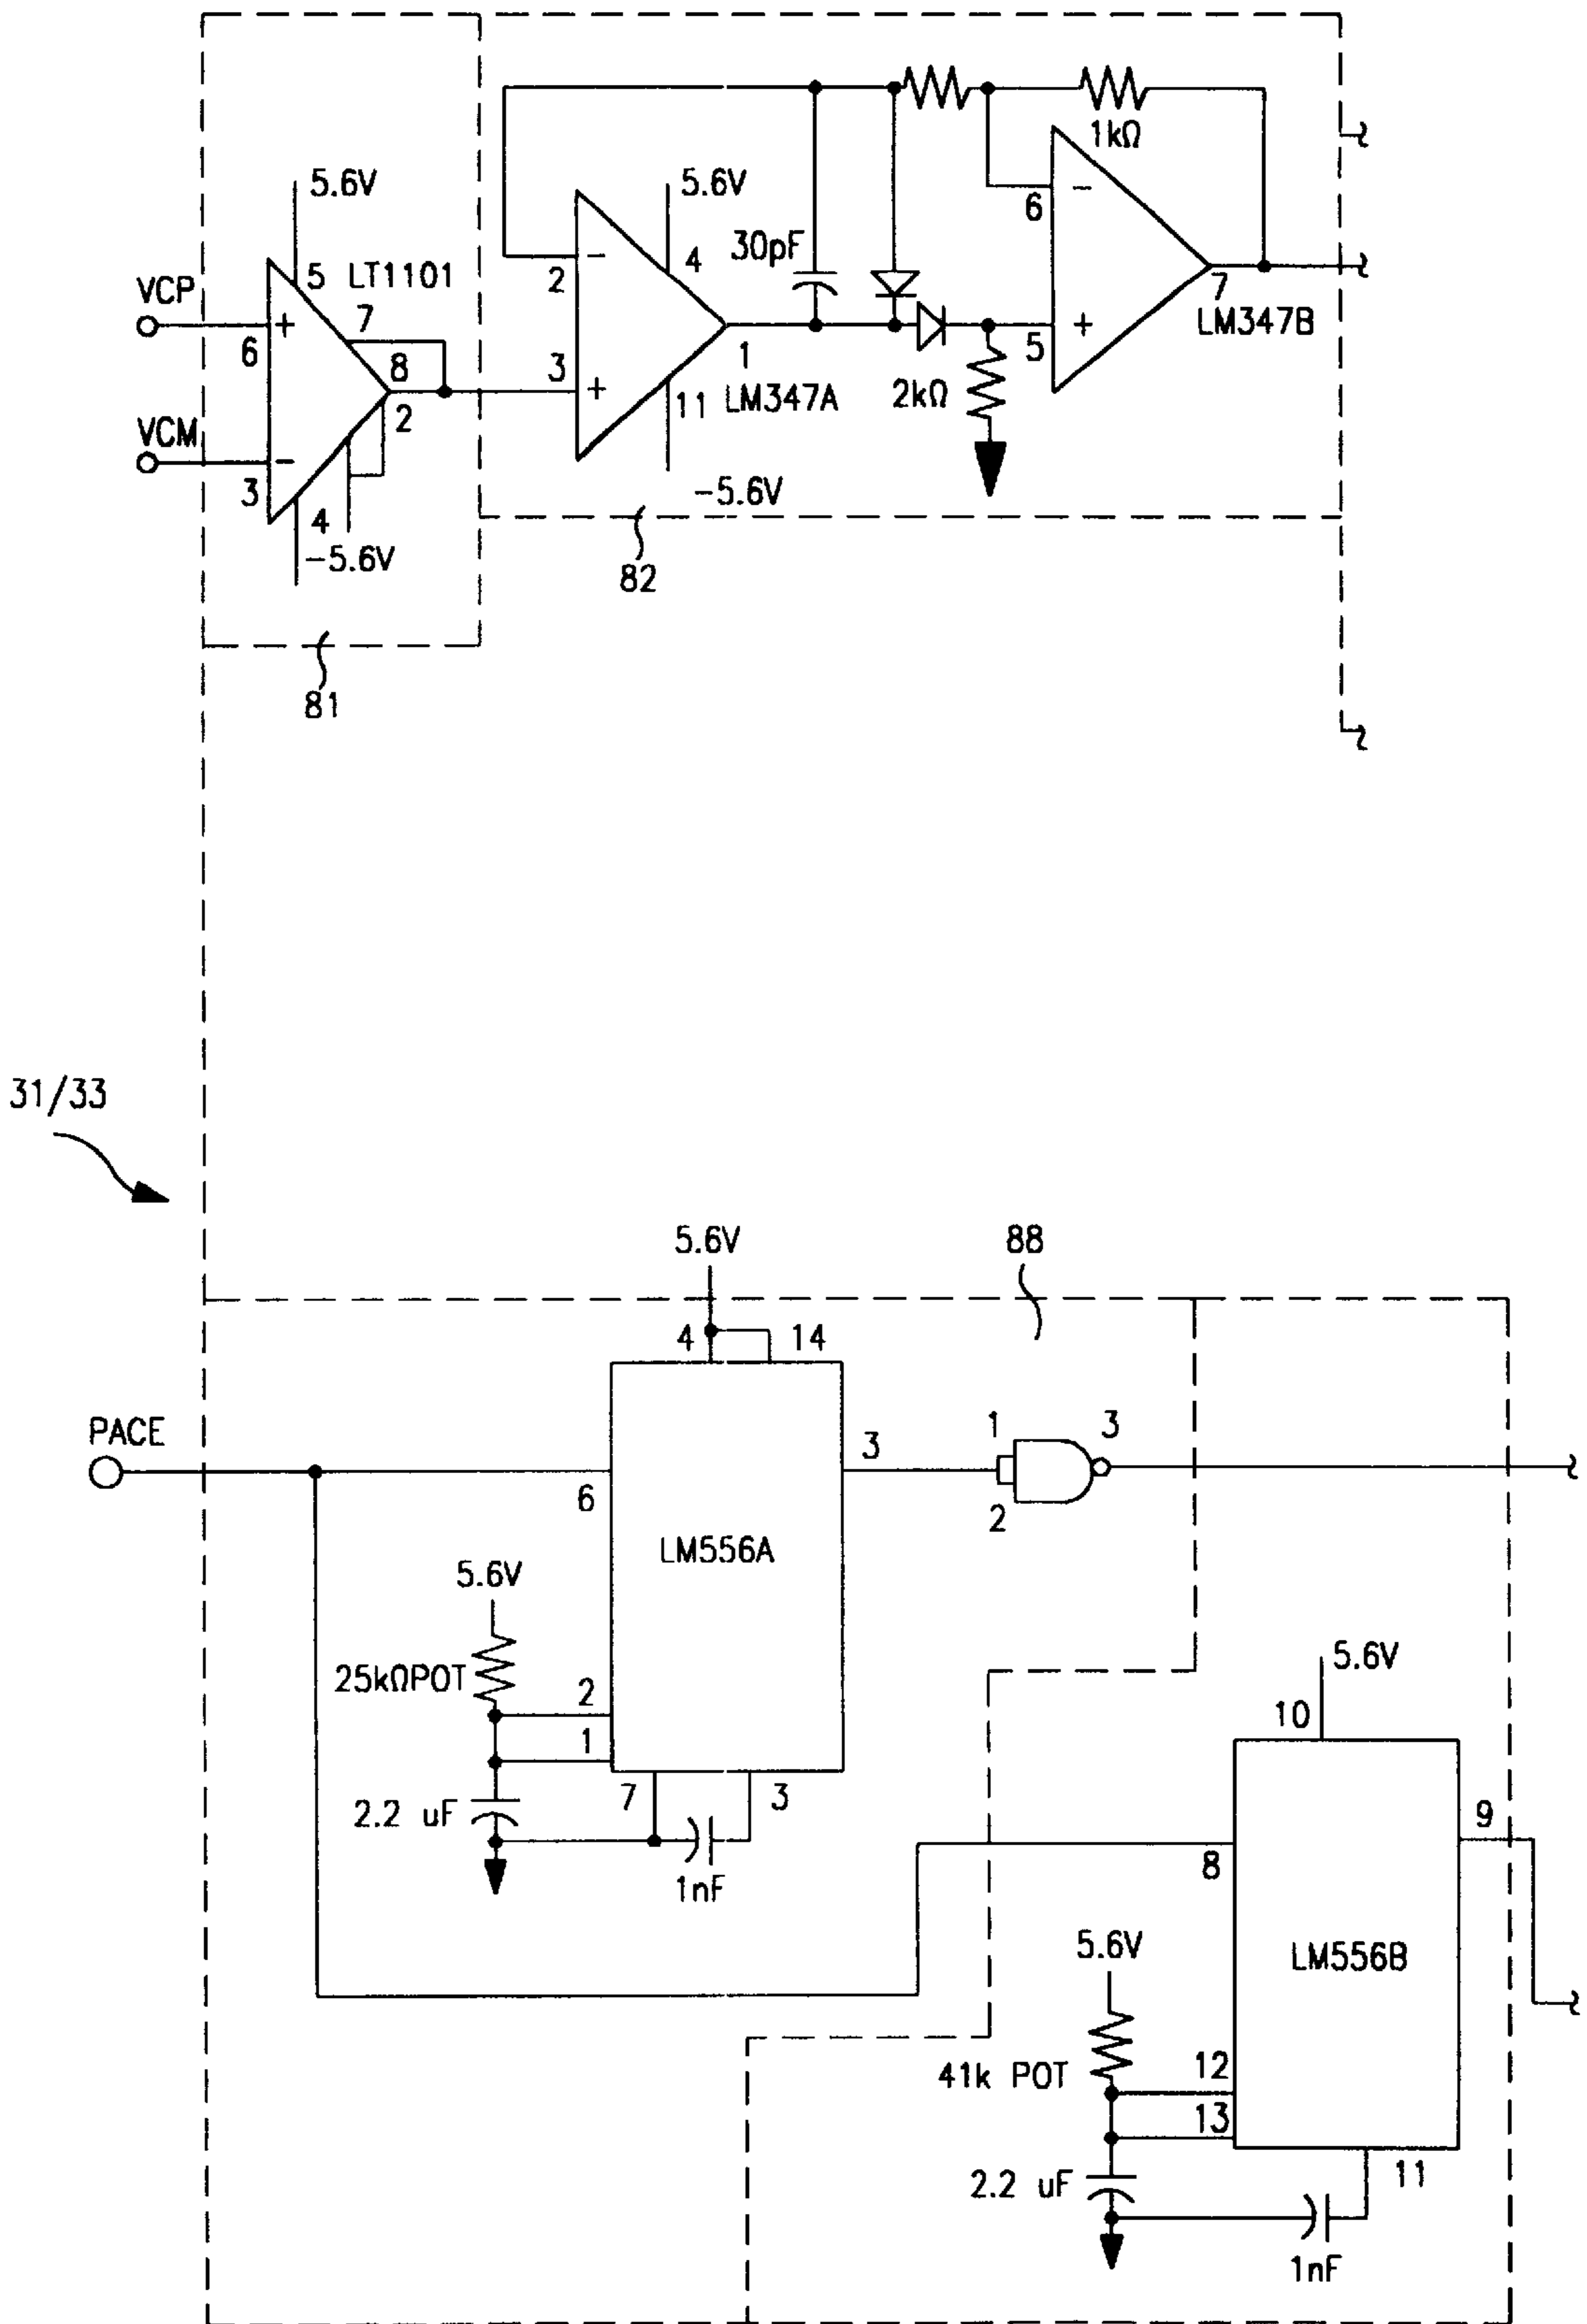 1kΩ
5.6V
5.6V
6
−
5
LT1101
−
2
4
30pF
VCP
7
7
LM347B
+
6
8
3
1
5
+
+
11
LM347A
2kΩ
2
VCM
−
3
4
−5.6V
−5.6V
82
81
31/33
5.6V
88
4
14
PACE
3
1
3
6
2
LM556A
5.6V
25kΩPOT
2
5.6V
1
10
7
3
2.2 uF
9
8
1nF
5.6V
LM556B
41k POT
12
13
2.2 uF
11
1nF